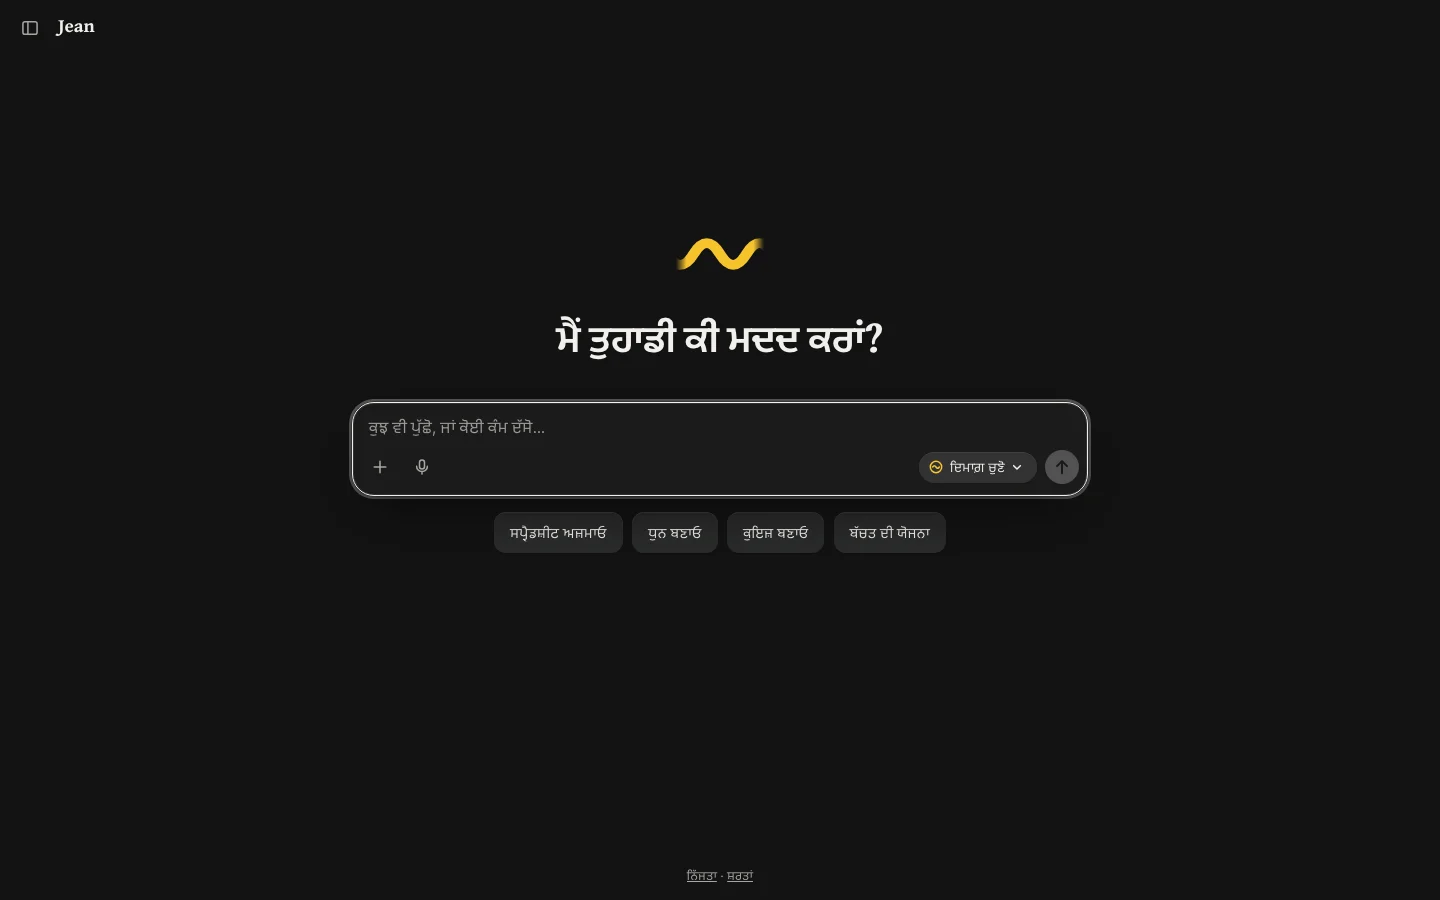 Jean
ਮੈਂ ਤੁਹਾਡੀ ਕੀ ਮਦਦ ਕਰਾਂ?
ਕੁਝ ਵੀ ਪੁੱਛੋ, ਜਾਂ ਕੋਈ ਕੰਮ ਦੱਸੋ...
ਦਿਮਾਗ਼ ਚੁਣੋ
ਸਪ੍ਰੈਡਸ਼ੀਟ ਅਜ਼ਮਾਓ
ਧੁਨ ਬਣਾਓ
ਕੁਇਜ਼ ਬਣਾਓ
ਬੱਚਤ ਦੀ ਯੋਜਨਾ
ਨਿੱਜਤਾ · ਸ਼ਰਤਾਂ